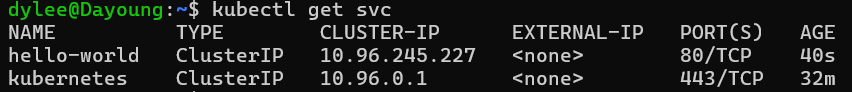 dylee@Dayoung:~$ kubectl get svc
NAME TYPE CLUSTER-IP EXTERNAL-IP PORT(S) AGE
hello-world ClusterIP 10.96.245.227 <none> 80/TCP 40s
kubernetes ClusterIP 10.96.0.1 <none> 443/TCP 32m